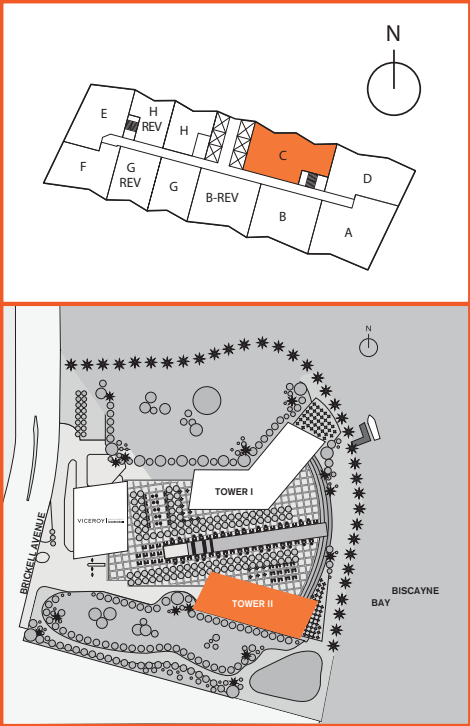 N
E
H
REV
H
C
D
F
G
REV
G
B-REV
B
A
N
TOWER I
VICEROY
BRICKELL AVENUE
TOWER II
BISCAYNE
BAY